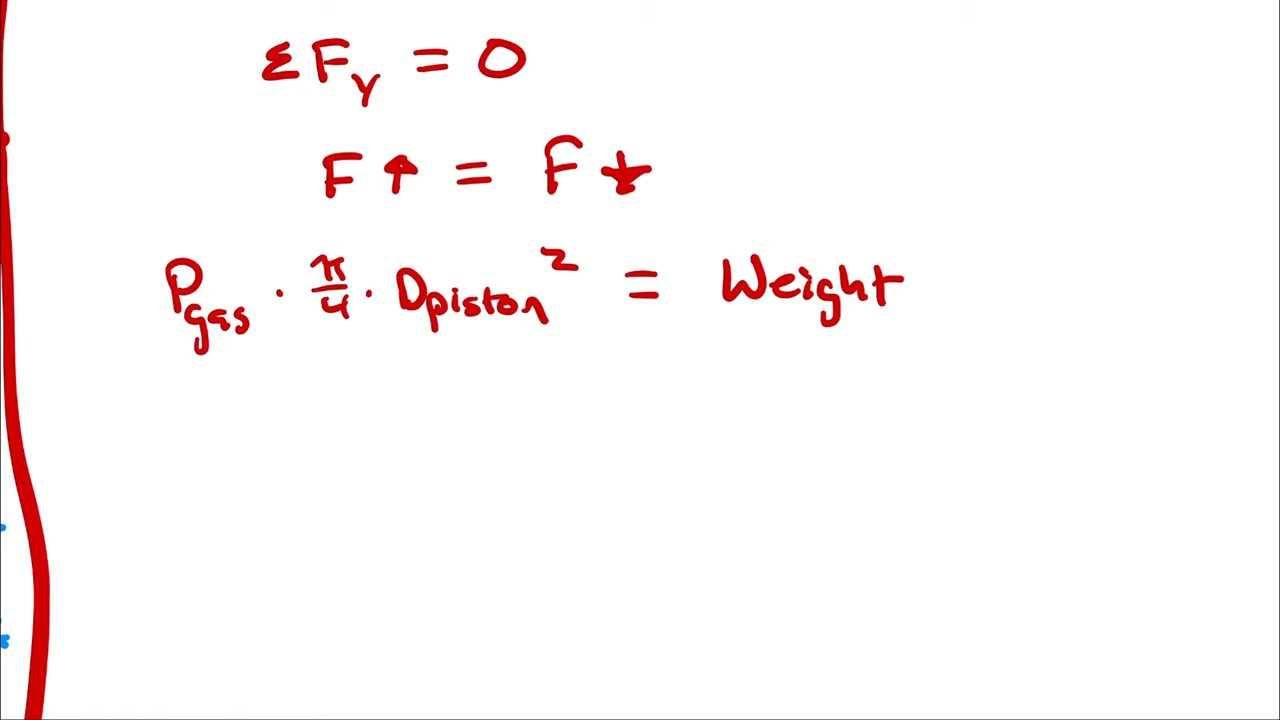 ΣF_y = 0
F ↑ = F ↓
P_gas · π/4 · D_piston² = Weight